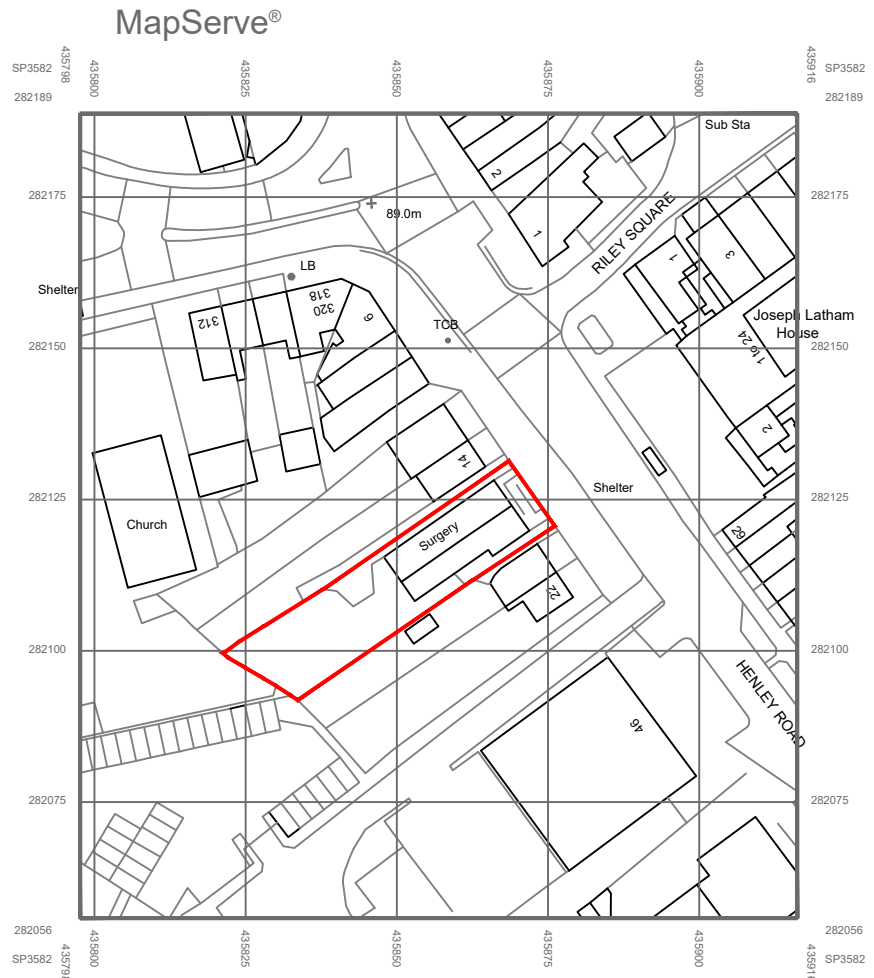 MapServe®
SP3582
435798
435800
435825
435850
435875
435900
435916
SP3582
282189
282189
Sub Sta
2
282175
282175
89.0m
1
RILEY SQUARE
1
3
LB
Shelter
318
320
312
6
TCB
Joseph Latham
House
1 to 24
282150
282150
2
14
Shelter
282125
282125
Church
Surgery
29
22
282100
282100
HENLEY ROAD
46
282075
282075
282056
282056
SP3582
435798
435800
435825
435850
435875
435900
435916
SP3582